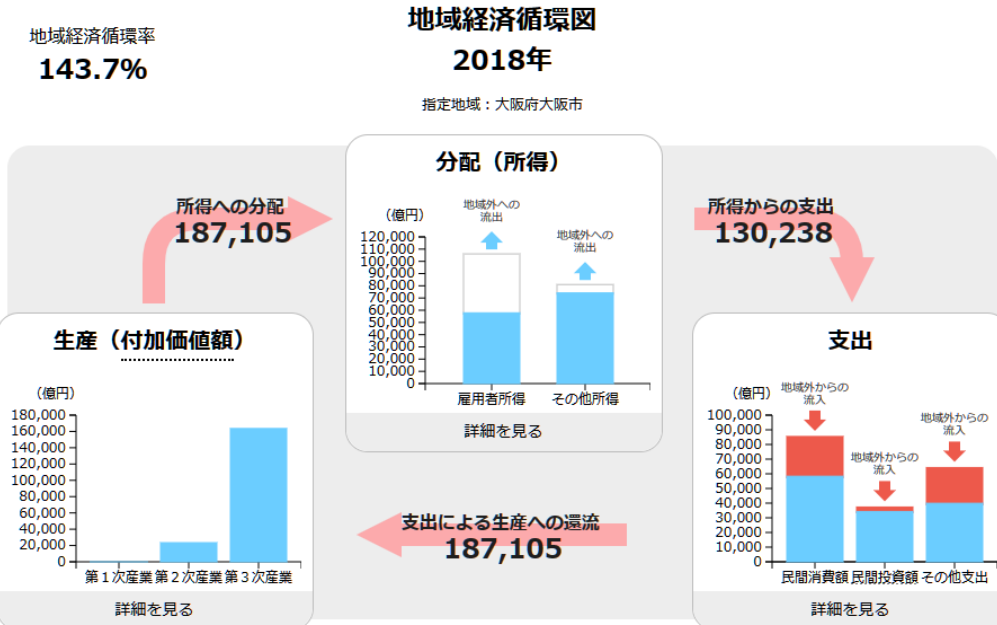 地域経済循環図
2018年
指定地域：大阪府大阪市
地域経済循環率
143.7%
所得への分配
187,105
分配（所得）
（億円）
地域外への
流出
地域外への
流出
120,000
110,000
100,000
90,000
80,000
70,000
60,000
50,000
40,000
30,000
20,000
10,000
0
雇用者所得 その他所得
詳細を見る
所得からの支出
130,238
生産（付加価値額）
（億円）
180,000
160,000
140,000
120,000
100,000
80,000
60,000
40,000
20,000
0
第１次産業 第２次産業 第３次産業
詳細を見る
支出による生産への還流
187,105
支出
（億円）
地域外からの
流入
地域外からの
流入
地域外からの
流入
100,000
90,000
80,000
70,000
60,000
50,000
40,000
30,000
20,000
10,000
0
民間消費額 民間投資額 その他支出
詳細を見る